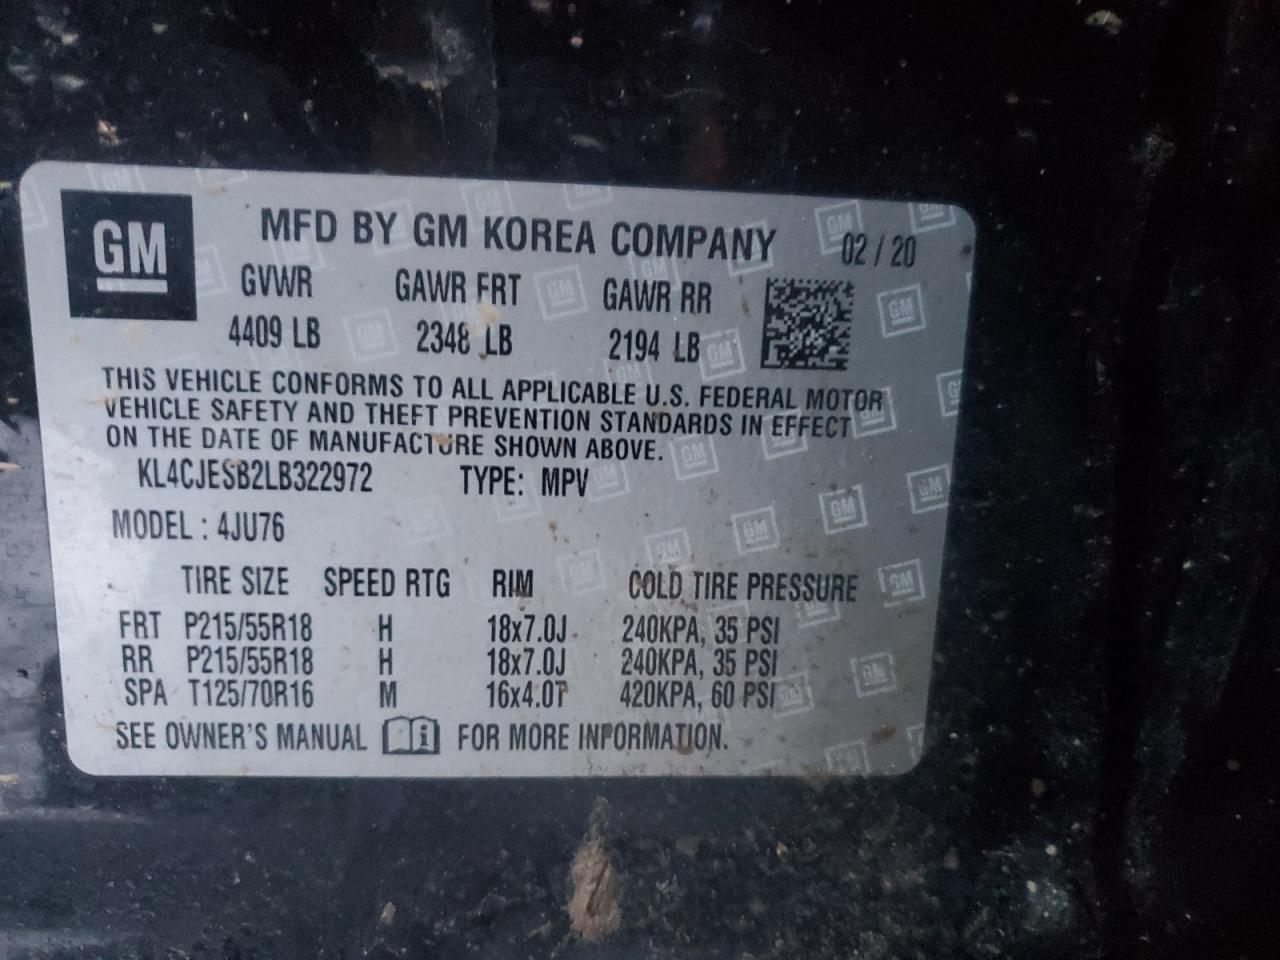 GM
MFD BY GM KOREA COMPANY 02 / 20
GVWR GAWR FRT GAWR RR
4409 LB 2348 LB 2194 LB
THIS VEHICLE CONFORMS TO ALL APPLICABLE U.S. FEDERAL MOTOR
VEHICLE SAFETY AND THEFT PREVENTION STANDARDS IN EFFECT
ON THE DATE OF MANUFACTURE SHOWN ABOVE.
KL4CJESB2LB322972 TYPE: MPV
MODEL : 4JU76
TIRE SIZE SPEED RTG RIM COLD TIRE PRESSURE
FRT P215/55R18 H 18x7.0J 240KPA, 35 PSI
RR P215/55R18 H 18x7.0J 240KPA, 35 PSI
SPA T125/70R16 M 16x4.0T 420KPA, 60 PSI
SEE OWNER'S MANUAL i FOR MORE INFORMATION.